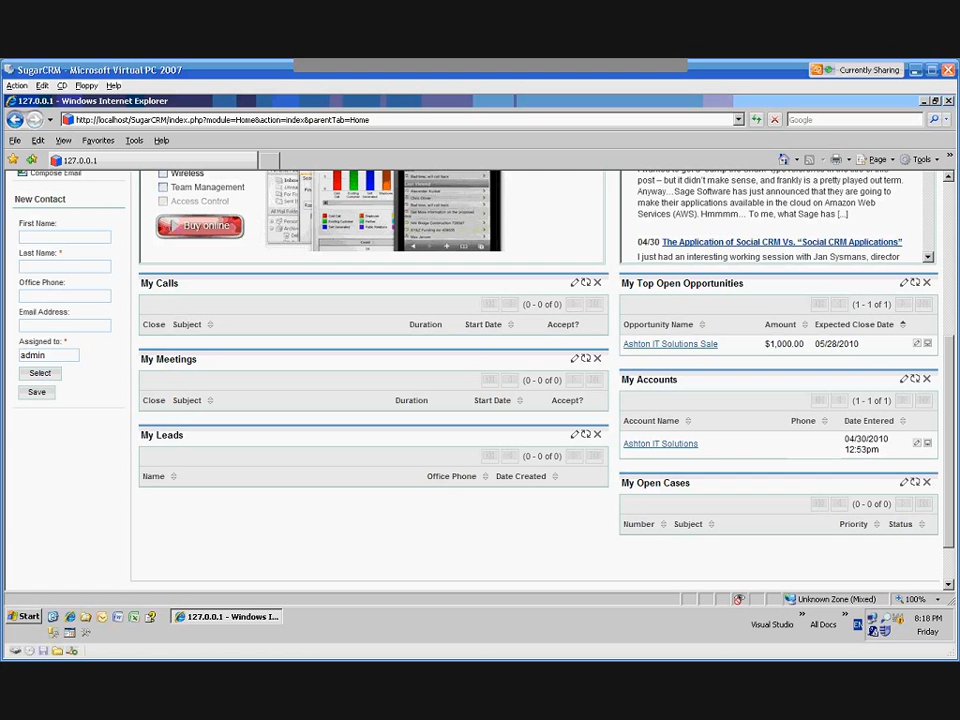 SugarCRM - Microsoft Virtual PC 2007
Currently Sharing
Action Edit CD Floppy Help
127.0.0.1 - Windows Internet Explorer
http://localhost/SugarCRM/index.php?module=Home&action=index&parentTab=Home
Google
File Edit View Favorites Tools Help
127.0.0.1
Page Tools
Compose Email
New Contact
First Name:
Last Name: *
Office Phone:
Email Address:
Assigned to: *
admin
Select
Save
Wireless
Team Management
Access Control
Buy online
post – but it didn't make sense, and frankly is a pretty played out term.
Anyway...Sage Software has just announced that they are going to
make their applications available in the cloud on Amazon Web
Services (AWS). Hmmmm... To me, what Sage has [...]
04/30 The Application of Social CRM Vs. "Social CRM Applications"
I just had an interesting working session with Jan Sysmans, director
My Calls
(0 - 0 of 0)
Close Subject Duration Start Date Accept?
My Meetings
(0 - 0 of 0)
Close Subject Duration Start Date Accept?
My Leads
(0 - 0 of 0)
Name Office Phone Date Created
My Top Open Opportunities
(1 - 1 of 1)
Opportunity Name Amount Expected Close Date
Ashton IT Solutions Sale $1,000.00 05/28/2010
My Accounts
(1 - 1 of 1)
Account Name Phone Date Entered
Ashton IT Solutions 04/30/2010
12:53pm
My Open Cases
(0 - 0 of 0)
Number Subject Priority Status
Unknown Zone (Mixed) 100%
Start
127.0.0.1 - Windows I...
Visual Studio
All Docs
EN
8:18 PM
Friday